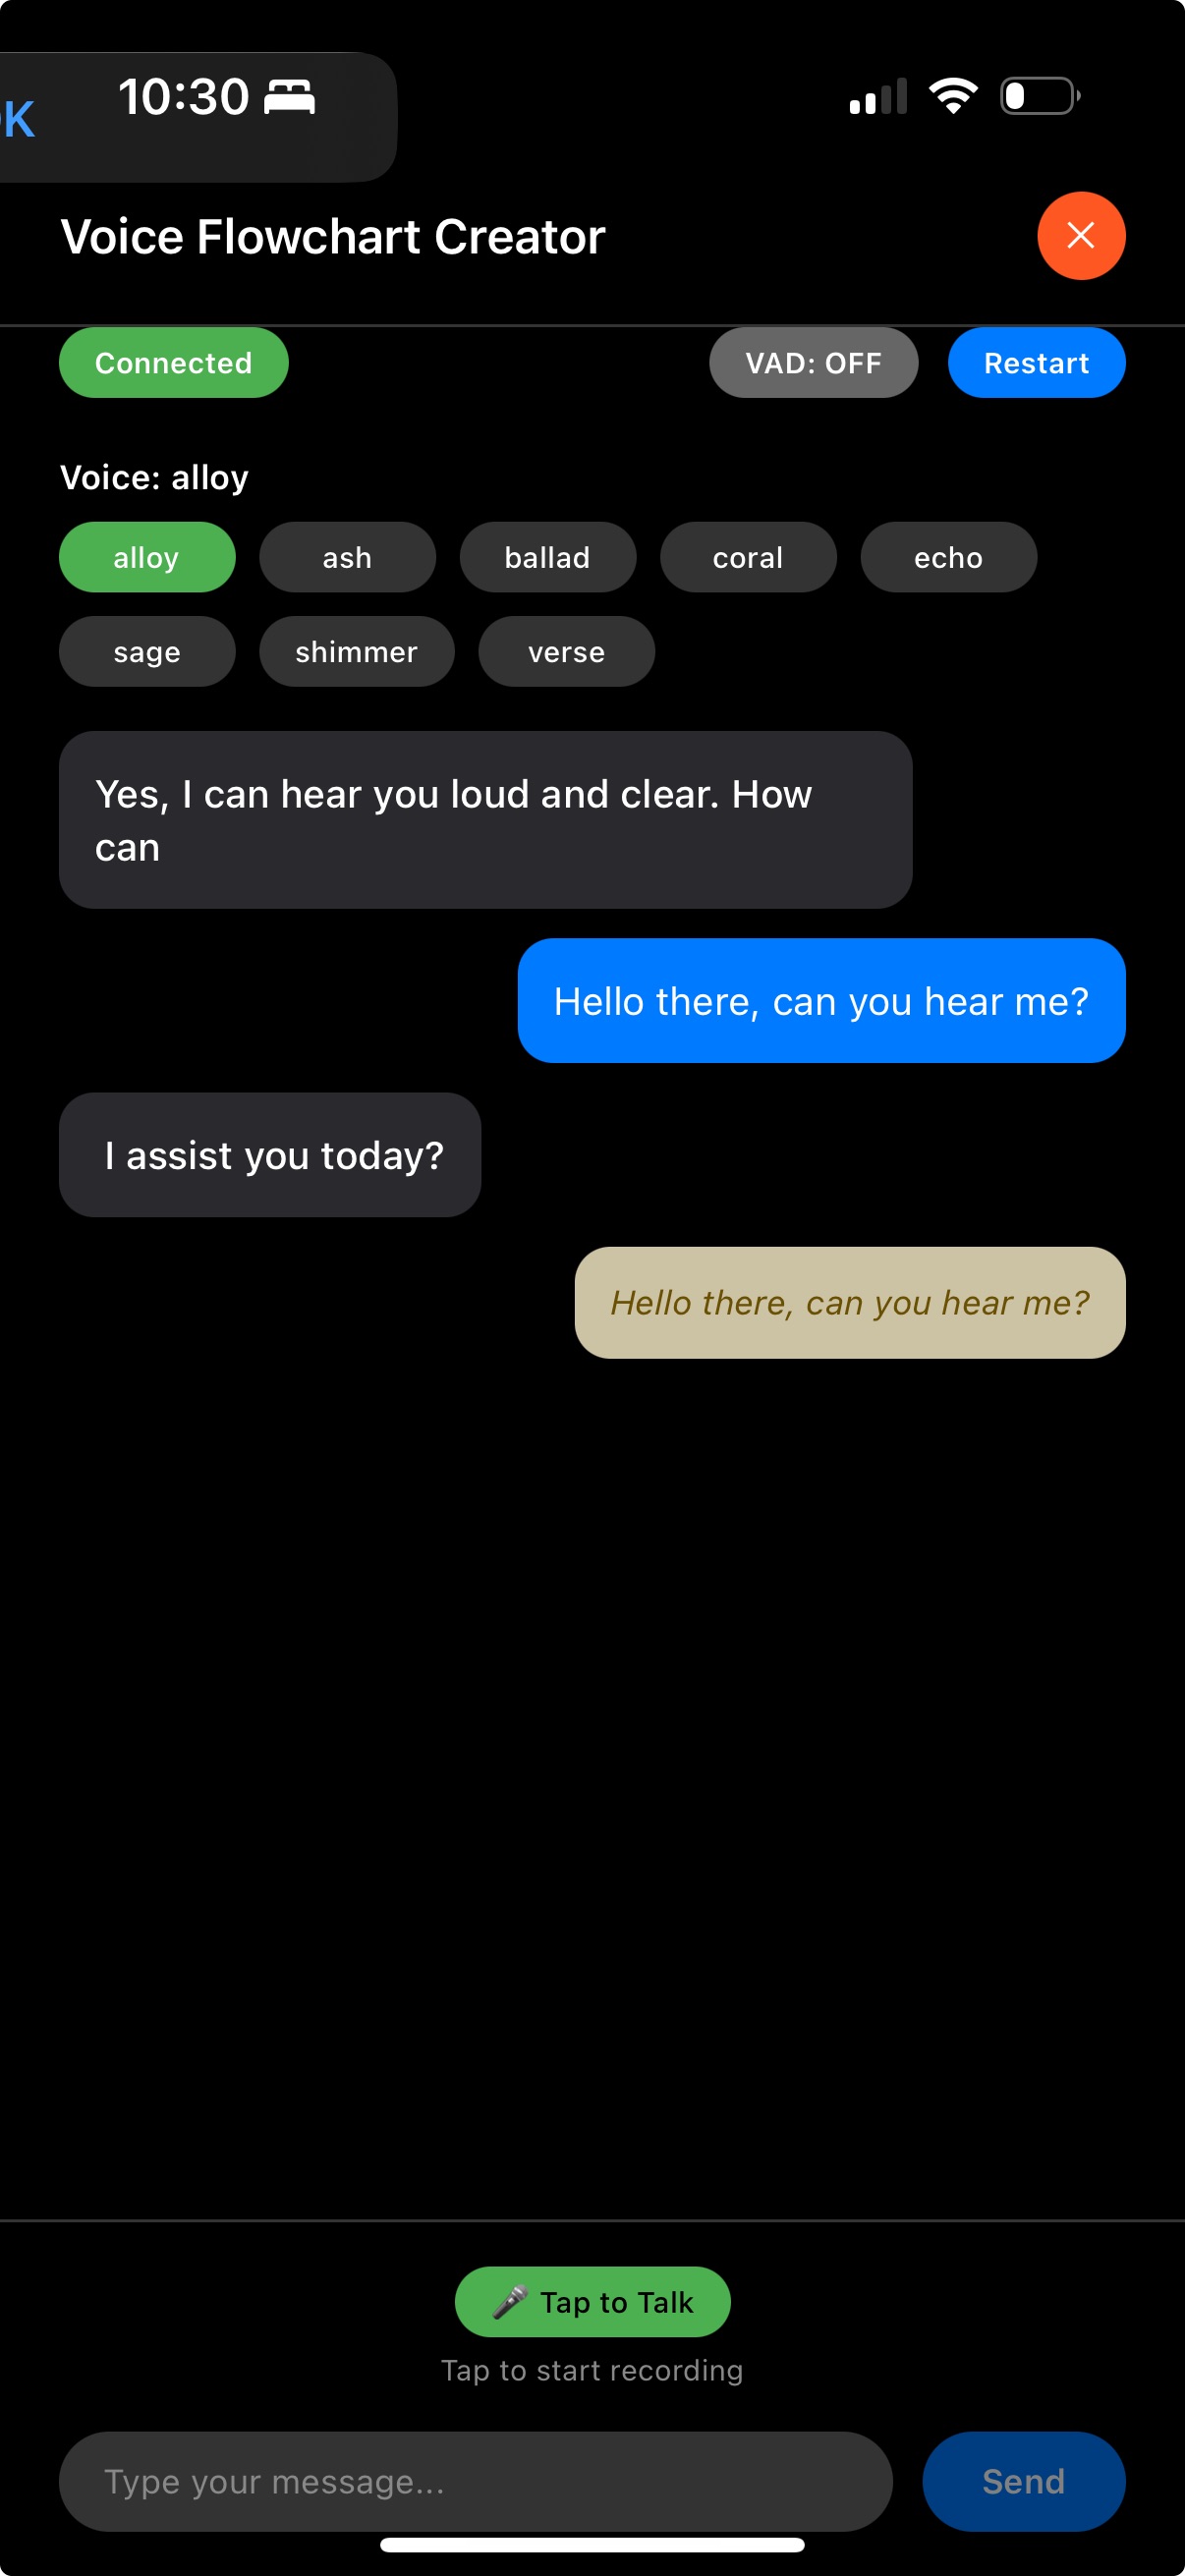 10:30
K
Voice Flowchart Creator
Connected
VAD: OFF
Restart
Voice: alloy
alloy
ash
ballad
coral
echo
sage
shimmer
verse
Yes, I can hear you loud and clear. How
can
Hello there, can you hear me?
I assist you today?
Hello there, can you hear me?
Tap to Talk
Tap to start recording
Type your message...
Send